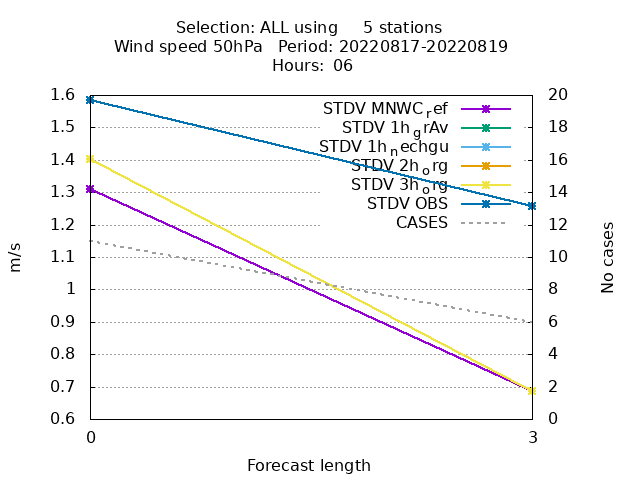 Selection: ALL using 5 stations
Wind speed 50hPa Period: 20220817-20220819
Hours: 06
1.6
1.5
1.4
1.3
1.2
1.1
1
0.9
0.8
0.7
0.6
20
18
16
14
12
10
8
6
4
2
0
STDV MNWC_ref
STDV 1h_grAv
STDV 1h_nechgu
STDV 2h_org
STDV 3h_org
STDV OBS
CASES
m/s
No cases
0
3
Forecast length